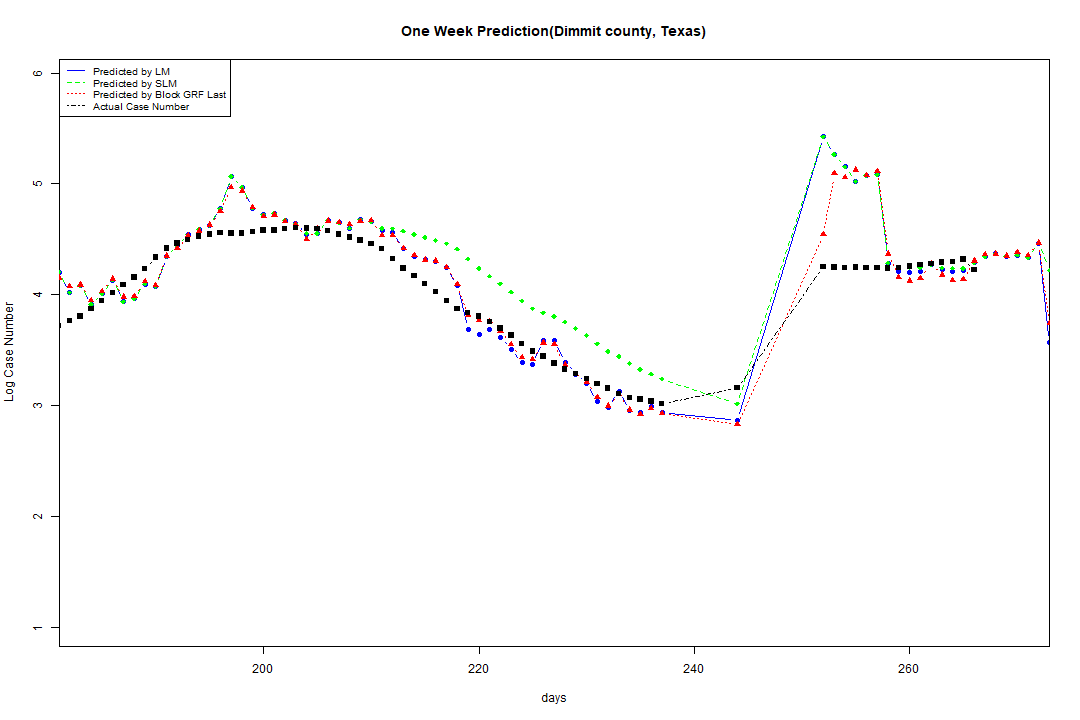 One Week Prediction(Dimmit county, Texas)
Predicted by LM
Predicted by SLM
Predicted by Block GRF Last
Actual Case Number
6
5
4
3
2
1
Log Case Number
200 220 240 260
days